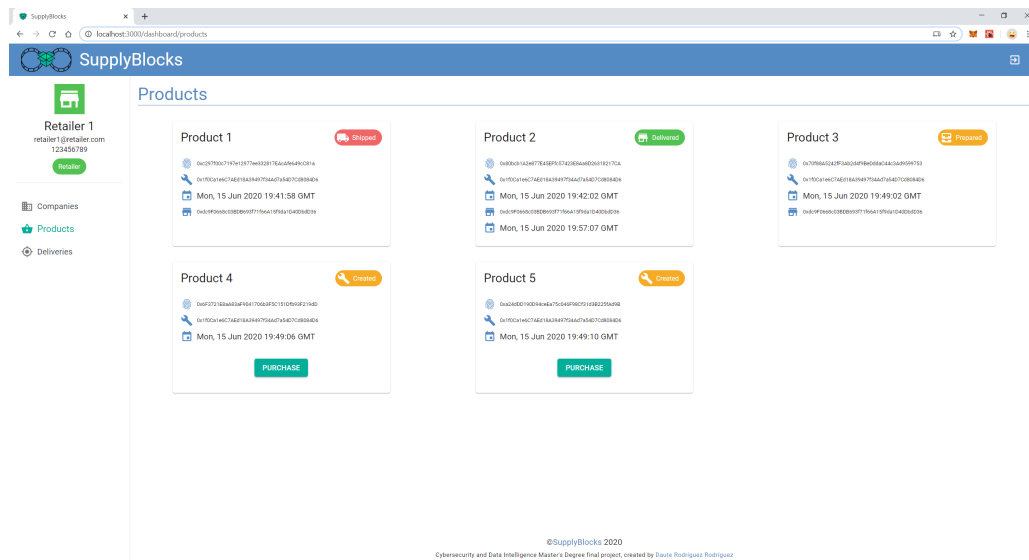 SupplyBlocks
localhost:3000/dashboard/products
SupplyBlocks
Retailer 1
retailer1@retailer.com
123456789
Retailer
Companies
Products
Deliveries
Products
Product 1
Shipped
Mon, 15 Jun 2020 19:41:58 GMT
Product 2
Delivered
Mon, 15 Jun 2020 19:42:02 GMT
Mon, 15 Jun 2020 19:57:07 GMT
Product 3
Prepared
Mon, 15 Jun 2020 19:49:02 GMT
Product 4
Created
Mon, 15 Jun 2020 19:49:06 GMT
PURCHASE
Product 5
Created
Mon, 15 Jun 2020 19:49:10 GMT
PURCHASE
©SupplyBlocks 2020
Cybersecurity and Data Intelligence Master's Degree final project, created by Daute Rodríguez Rodríguez